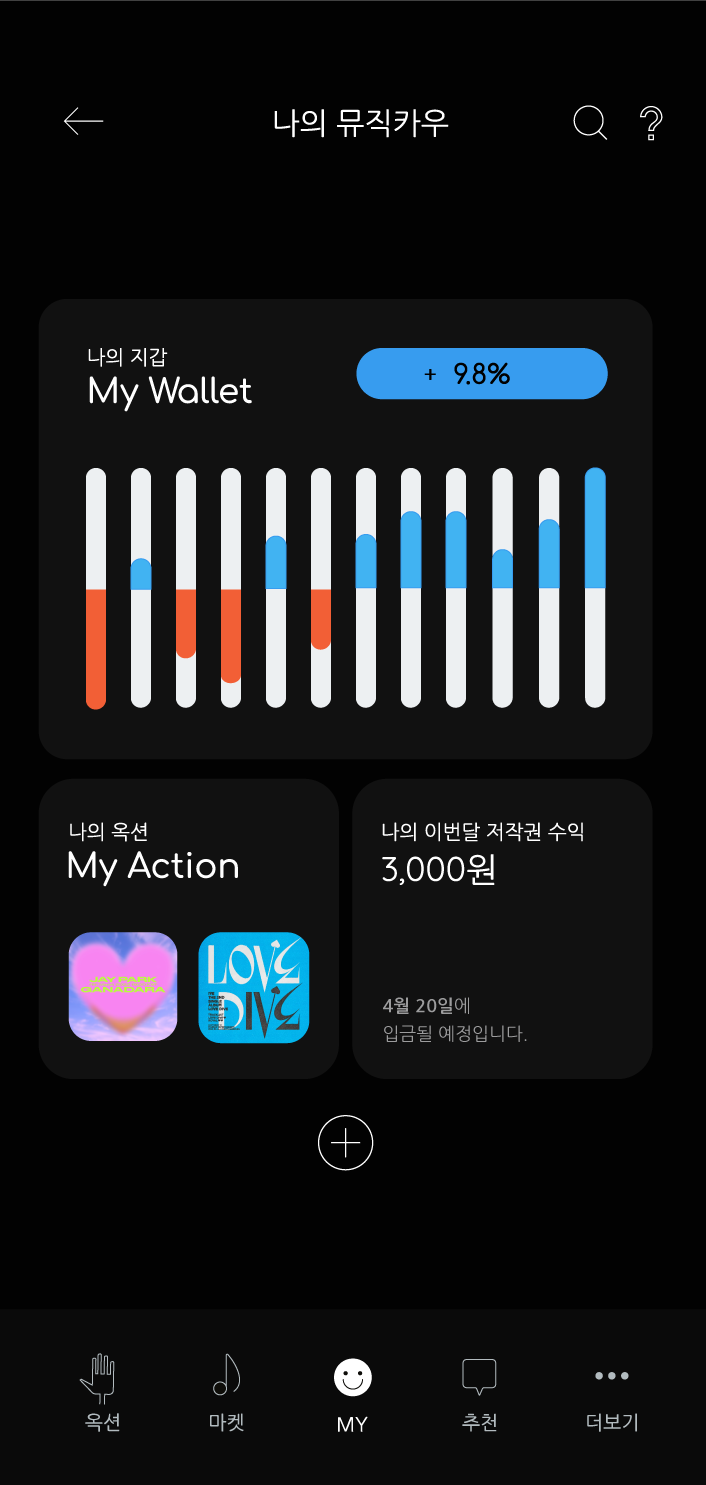 나의 뮤직카우
나의 지갑
My Wallet
+ 9.8%
나의 옥션
My Action
JAY PARK
GANADARA
LOVE
DIVE
나의 이번달 저작권 수익
3,000원
4월 20일에
입금될 예정입니다.
옥션
마켓
MY
추천
더보기